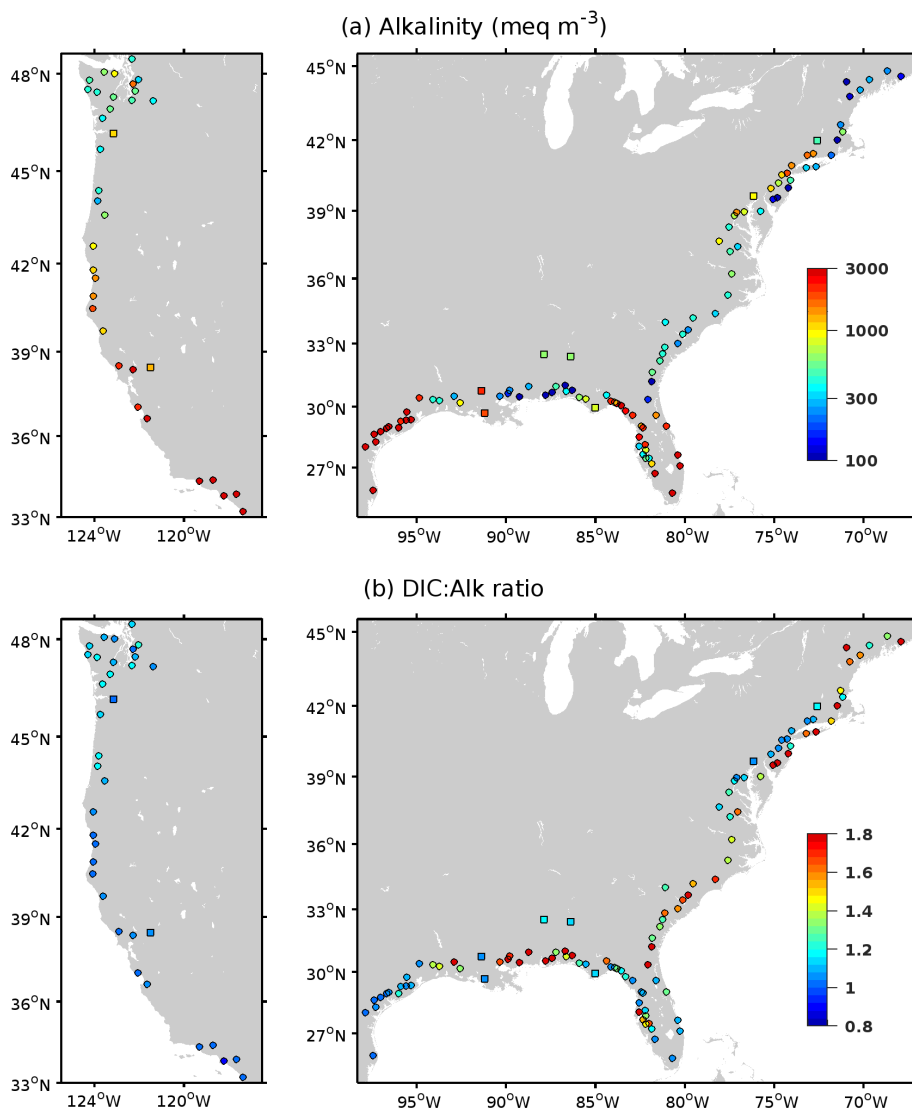 (a) Alkalinity (meq m⁻³)
48°N
45°N
42°N
39°N
36°N
33°N
124°W 120°W
45°N
42°N
39°N
36°N
33°N
30°N
27°N
95°W 90°W 85°W 80°W 75°W 70°W
3000
1000
300
100
(b) DIC:Alk ratio
48°N
45°N
42°N
39°N
36°N
33°N
124°W 120°W
45°N
42°N
39°N
36°N
33°N
30°N
27°N
95°W 90°W 85°W 80°W 75°W 70°W
1.8
1.6
1.4
1.2
1
0.8